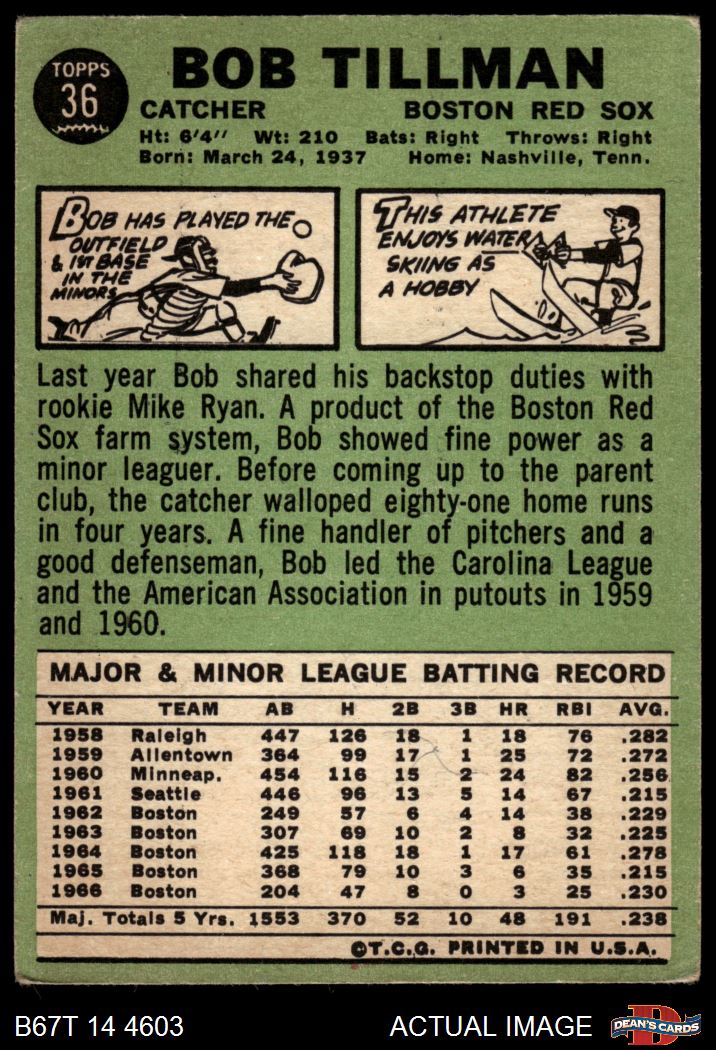 TOPPS
36
BOB TILLMAN
CATCHER BOSTON RED SOX
Ht: 6'4" Wt: 210 Bats: Right Throws: Right
Born: March 24, 1937 Home: Nashville, Tenn.
BOB HAS PLAYED THE
OUTFIELD
& 1ST BASE
IN THE
MINORS
THIS ATHLETE
ENJOYS WATER
SKIING AS
A HOBBY
Last year Bob shared his backstop duties with
rookie Mike Ryan. A product of the Boston Red
Sox farm system, Bob showed fine power as a
minor leaguer. Before coming up to the parent
club, the catcher walloped eighty-one home runs
in four years. A fine handler of pitchers and a
good defenseman, Bob led the Carolina League
and the American Association in putouts in 1959
and 1960.
MAJOR & MINOR LEAGUE BATTING RECORD
YEAR TEAM AB H 2B 3B HR RBI AVG.
1958 Raleigh 447 126 18 1 18 76 .282
1959 Allentown 364 99 17 1 25 72 .272
1960 Minneap. 454 116 15 2 24 82 .256
1961 Seattle 446 96 13 5 14 67 .215
1962 Boston 249 57 6 4 14 38 .229
1963 Boston 307 69 10 2 8 32 .225
1964 Boston 425 118 18 1 17 61 .278
1965 Boston 368 79 10 3 6 35 .215
1966 Boston 204 47 8 0 3 25 .230
Maj. Totals 5 Yrs. 1553 370 52 10 48 191 .238
©T.C.G. PRINTED IN U.S.A.
B67T 14 4603 ACTUAL IMAGE D DEAN'S CARDS